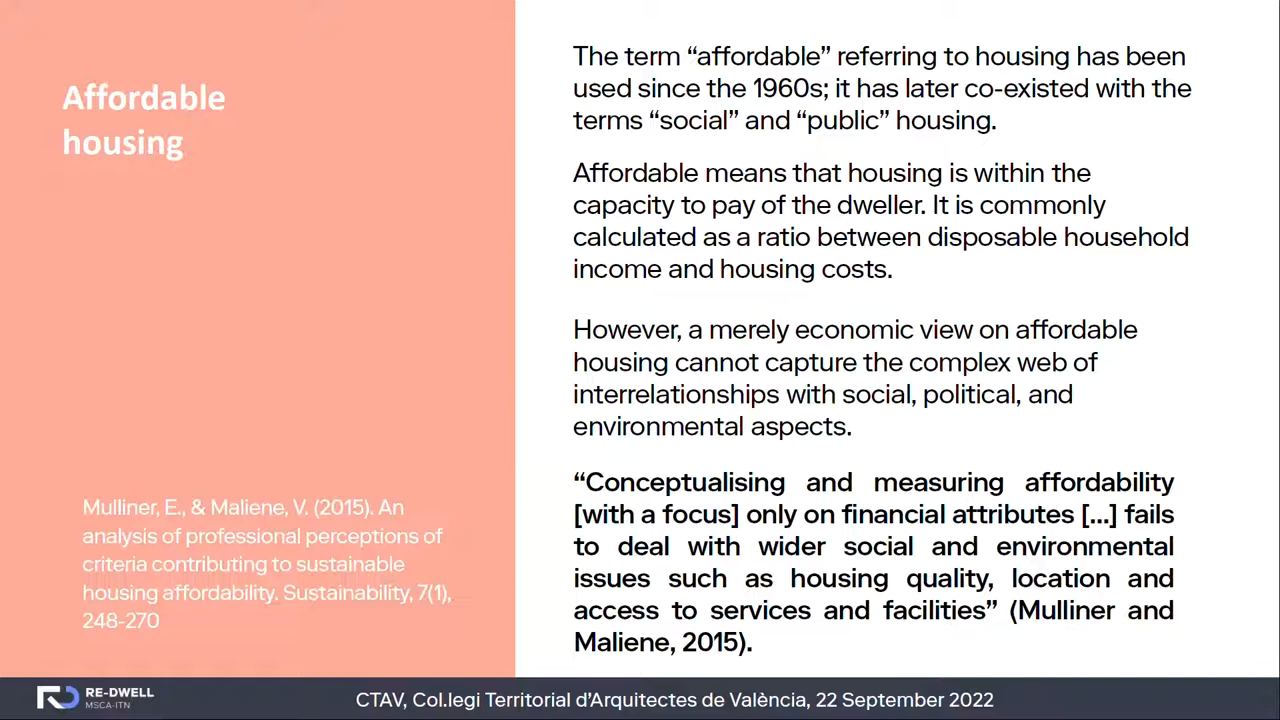 Affordable
housing
The term “affordable” referring to housing has been
used since the 1960s; it has later co-existed with the
terms “social” and “public” housing.
Affordable means that housing is within the
capacity to pay of the dweller. It is commonly
calculated as a ratio between disposable household
income and housing costs.
However, a merely economic view on affordable
housing cannot capture the complex web of
interrelationships with social, political, and
environmental aspects.
“Conceptualising and measuring affordability
[with a focus] only on financial attributes [...] fails
to deal with wider social and environmental
issues such as housing quality, location and
access to services and facilities” (Mulliner and
Maliene, 2015).
Mulliner, E., & Maliene, V. (2015). An
analysis of professional perceptions of
criteria contributing to sustainable
housing affordability. Sustainability, 7(1),
248-270
RE-DWELL
MSCA-ITN
CTAV, Col.legi Territorial d’Arquitectes de València, 22 September 2022